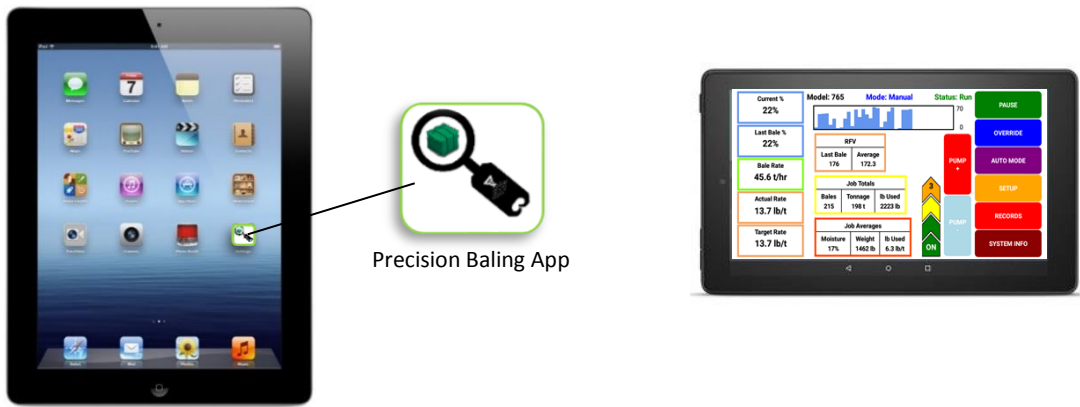 7
Precision Baling App
Current %
22%
Last Bale %
22%
Bale Rate
45.6 t/hr
Actual Rate
13.7 lb/t
Target Rate
13.7 lb/t
Model: 765 Mode: Manual Status: Run
70
0
RFV
Last Bale Average
176 172.3
Job Totals
Bales Tonnage lb Used
215 198 t 2223 lb
Job Averages
Moisture Weight lb Used
17% 1462 lb 6.3 lb/t
3
ON
PUMP
+
PUMP
-
PAUSE
OVERRIDE
AUTO MODE
SETUP
RECORDS
SYSTEM INFO